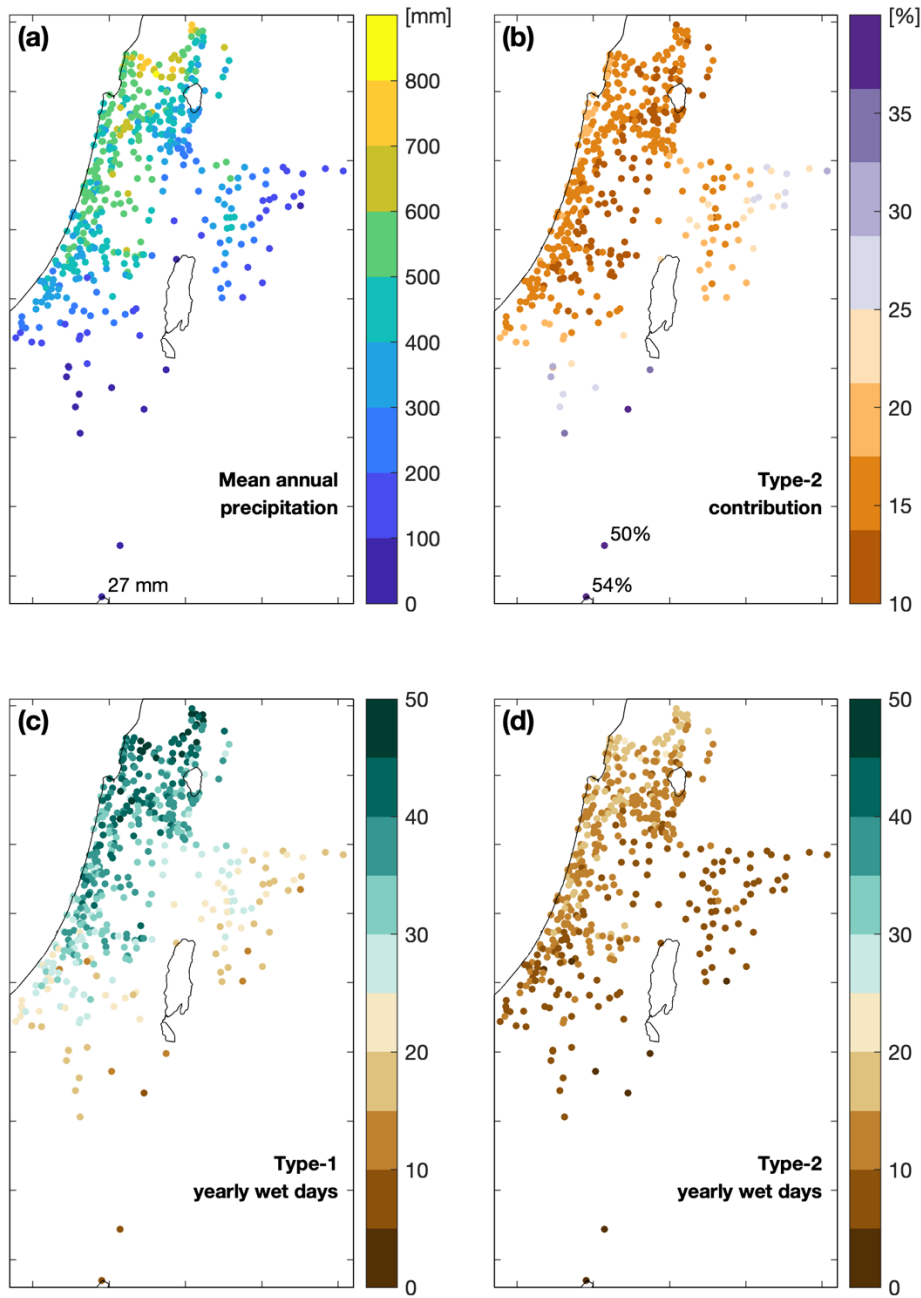 (a)
[mm]
800
700
600
500
400
300
200
100
0
Mean annual
precipitation
27 mm
(b)
[%]
35
30
25
20
15
10
Type-2
contribution
50%
54%
(c)
50
40
30
20
10
0
Type-1
yearly wet days
(d)
50
40
30
20
10
0
Type-2
yearly wet days